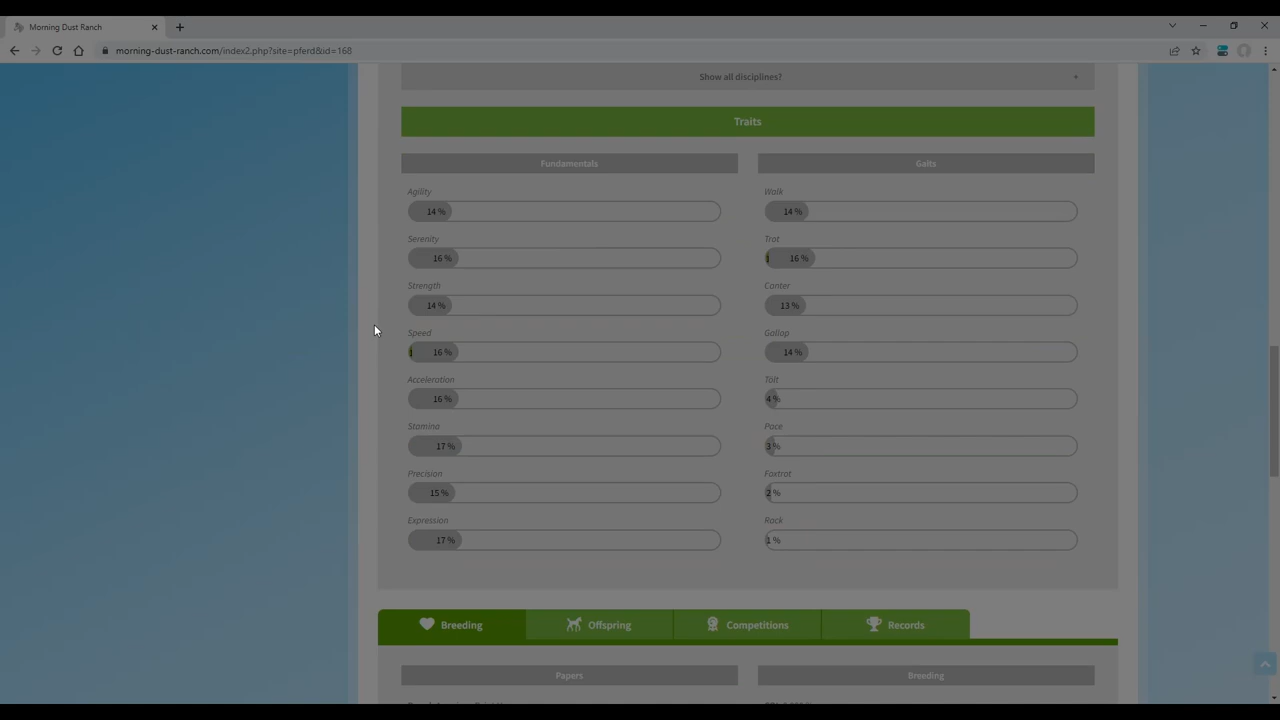 Morning Dust Ranch
morning-dust-ranch.com/index2.php?site=pferd&id=168
Show all disciplines? +
Traits
Fundamentals
Agility
14 %
Serenity
16 %
Strength
14 %
Speed
16 %
Acceleration
16 %
Stamina
17 %
Precision
15 %
Expression
17 %
Gaits
Walk
14 %
Trot
16 %
Canter
13 %
Gallop
14 %
Tölt
4 %
Pace
3 %
Foxtrot
2 %
Rack
1 %
Breeding Offspring Competitions Records
Papers
Breeding